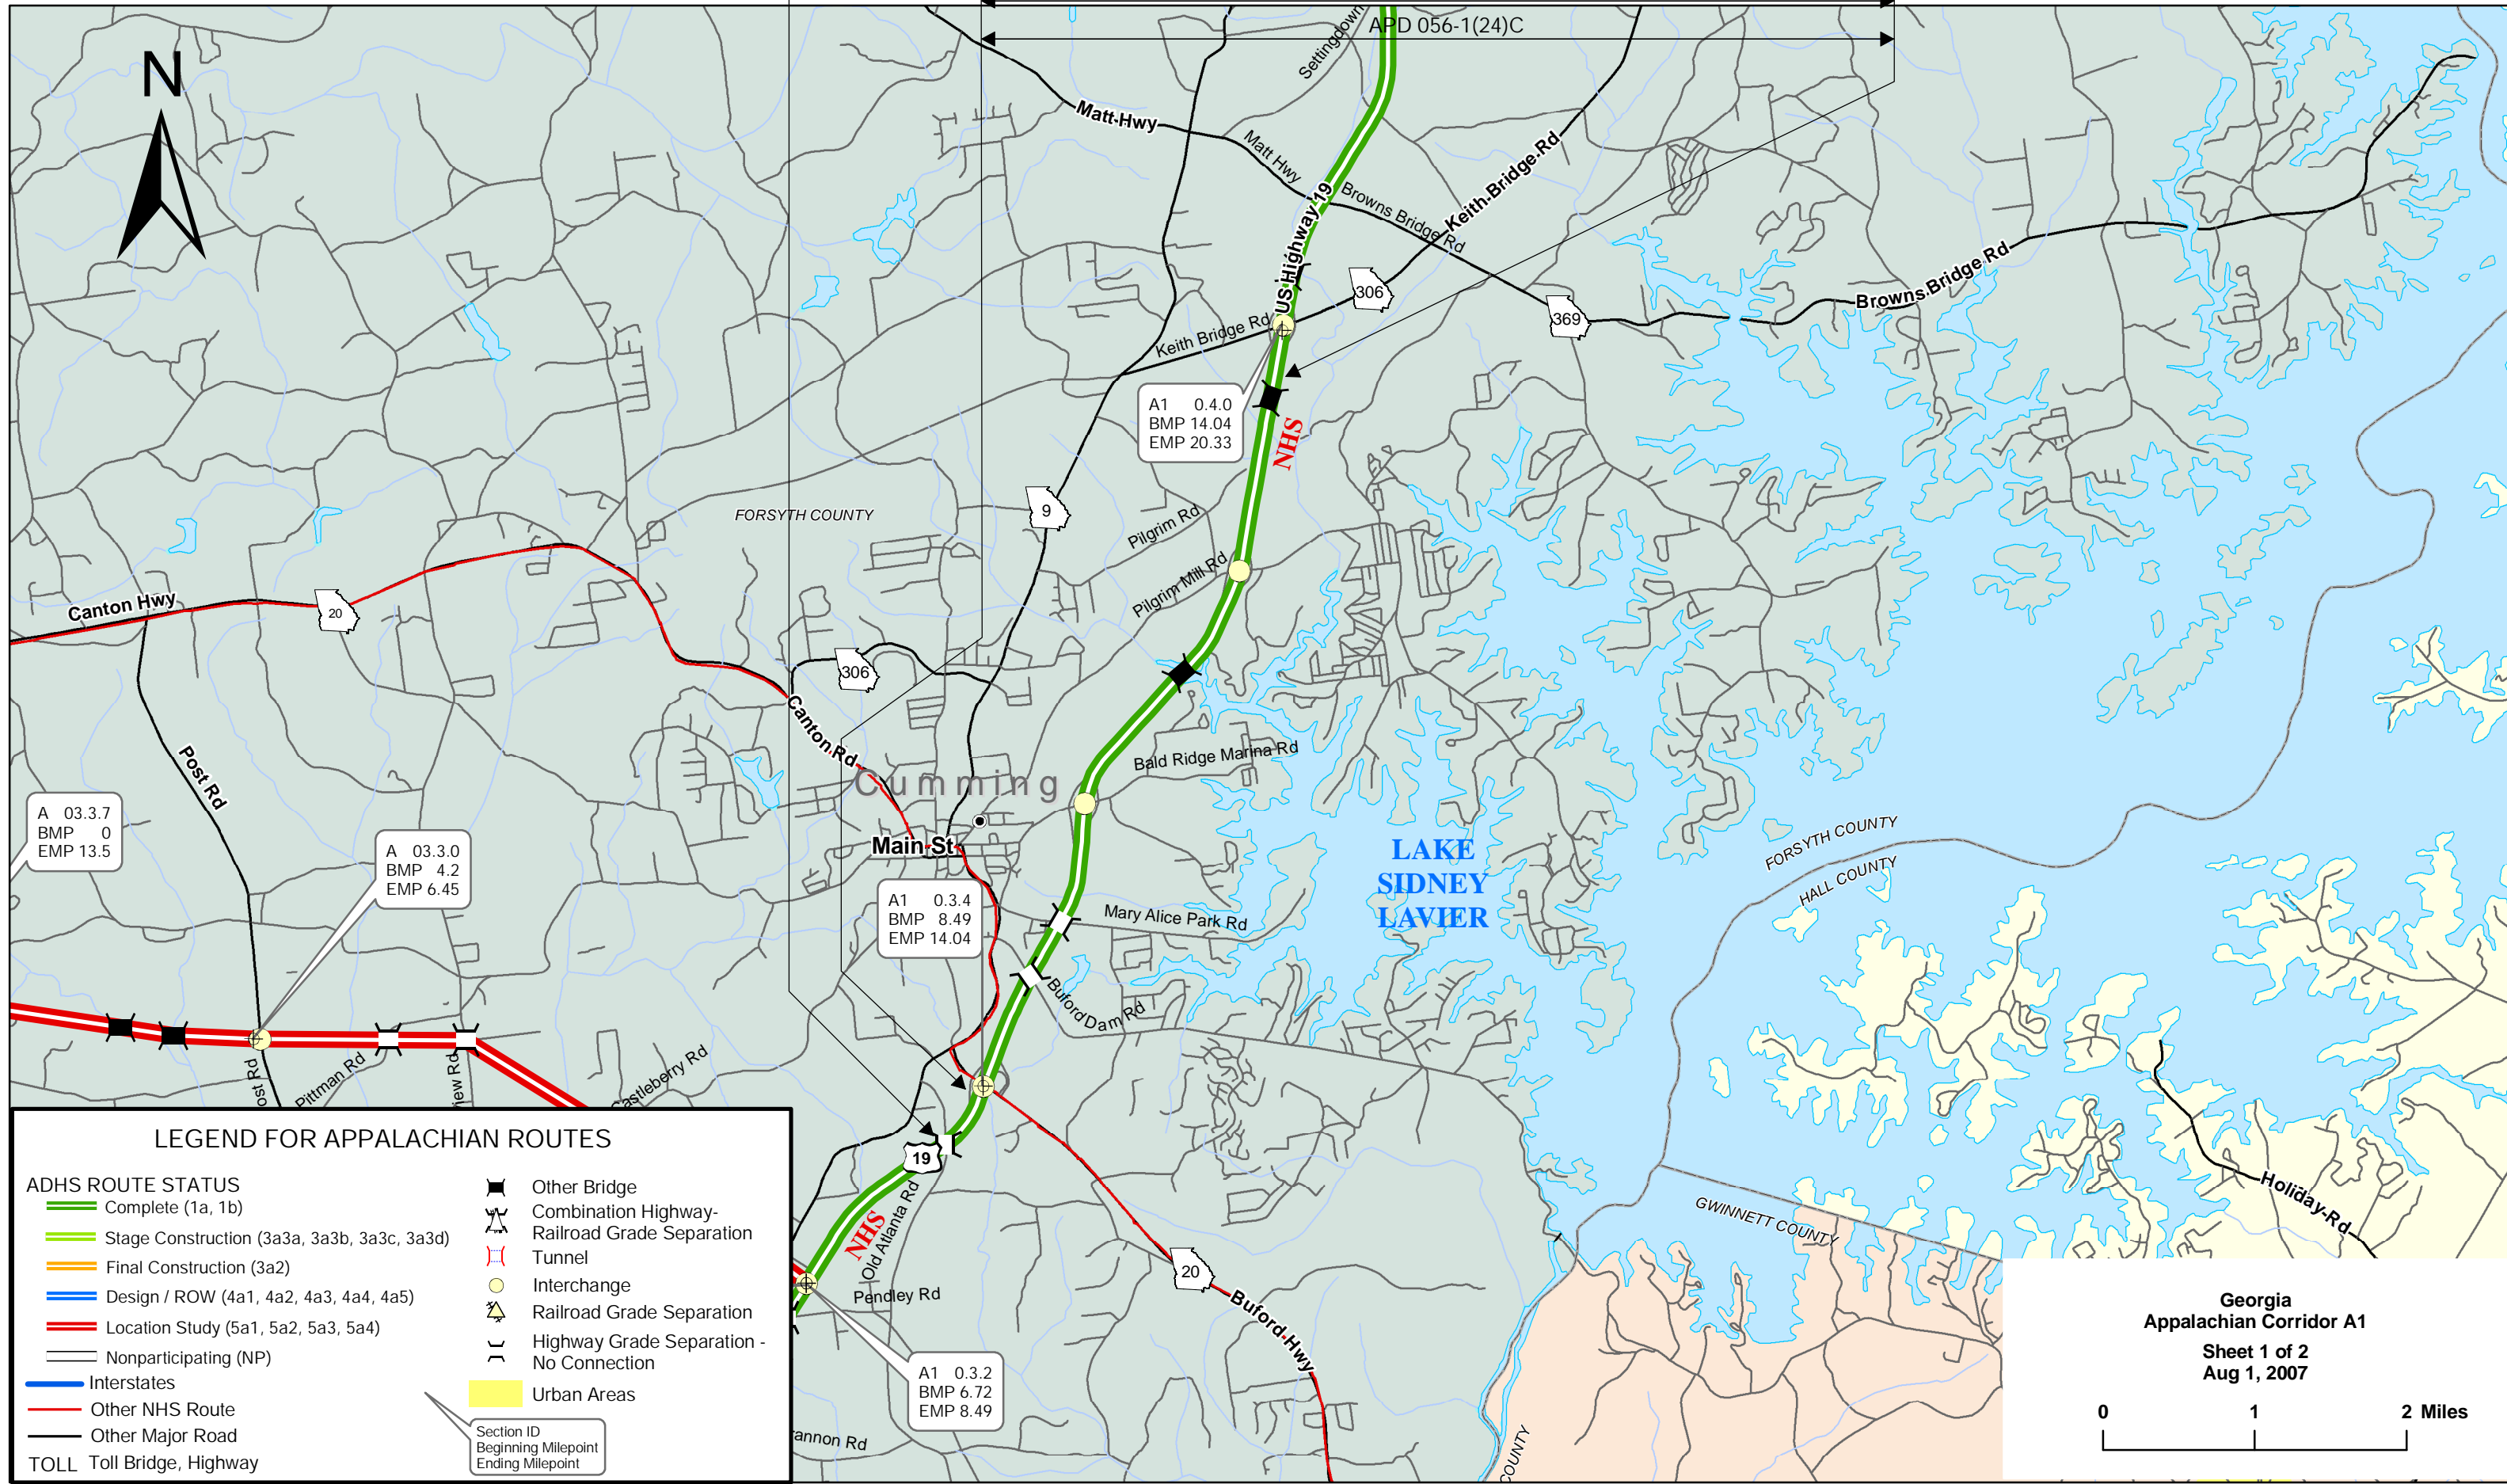 APD 056-1(24)C
N
Settingdown
Matt Hwy
Matt Hwy
Browns Bridge Rd
Keith Bridge Rd
US Highway 19
306
369
Browns Bridge Rd
Keith Bridge Rd
A1 0.4.0
BMP 14.04
EMP 20.33
NHS
9
FORSYTH COUNTY
Pilgrim Rd
Pilgrim Mill Rd
Canton Hwy
20
306
Canton Rd
Post Rd
Bald Ridge Marina Rd
Cumming
Main St
A 03.3.7
BMP 0
EMP 13.5
A 03.3.0
BMP 4.2
EMP 6.45
A1 0.3.4
BMP 8.49
EMP 14.04
LAKE
SIDNEY
LAVIER
FORSYTH COUNTY
HALL COUNTY
Mary Alice Park Rd
Buford Dam Rd
ost Rd
Pittman Rd
view Rd
astleberry Rd
19
NHS
Old Atlanta Rd
Pendley Rd
20
Buford Hwy
GWINNETT COUNTY
Holiday Rd
A1 0.3.2
BMP 6.72
EMP 8.49
rannon Rd
COUNTY
LEGEND FOR APPALACHIAN ROUTES
ADHS ROUTE STATUS
Complete (1a, 1b)
Stage Construction (3a3a, 3a3b, 3a3c, 3a3d)
Final Construction (3a2)
Design / ROW (4a1, 4a2, 4a3, 4a4, 4a5)
Location Study (5a1, 5a2, 5a3, 5a4)
Nonparticipating (NP)
Interstates
Other NHS Route
Other Major Road
TOLL Toll Bridge, Highway
Other Bridge
Combination Highway-
Railroad Grade Separation
Tunnel
Interchange
Railroad Grade Separation
Highway Grade Separation -
No Connection
Urban Areas
Section ID
Beginning Milepoint
Ending Milepoint
Georgia
Appalachian Corridor A1
Sheet 1 of 2
Aug 1, 2007
0 1 2 Miles